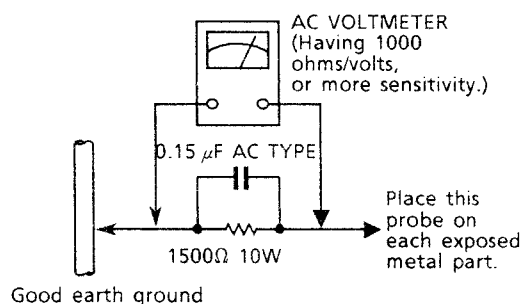 AC VOLTMETER
(Having 1000
ohms/volts,
or more sensitivity.)
0.15 μF AC TYPE
Place this
probe on
each exposed
metal part.
1500Ω 10W
Good earth ground